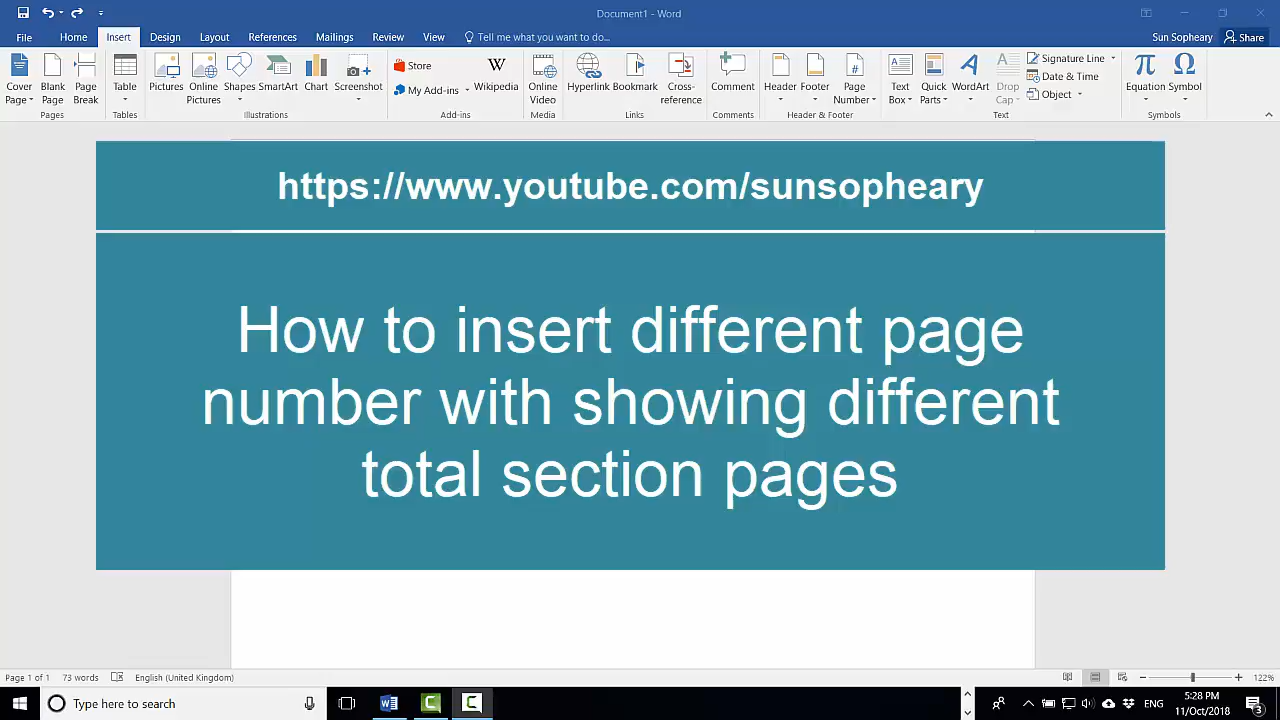 Document1 - Word
File Home Insert Design Layout References Mailings Review View Tell me what you want to do... Sun Sopheary Share
Cover Page Blank Page Page Break Table Pictures Online Pictures Shapes SmartArt Chart Screenshot Store My Add-ins Wikipedia Online Video Hyperlink Bookmark Cross-reference Comment Header Footer Page Number Text Box Quick Parts WordArt Drop Cap Signature Line Date & Time Object Equation Symbol
Pages Tables Illustrations Add-ins Media Links Comments Header & Footer Text Symbols
https://www.youtube.com/sunsopheary
How to insert different page
number with showing different
total section pages
Page 1 of 1 73 words English (United Kingdom) 122%
Type here to search ENG 5:28 PM
11/Oct/2018 3